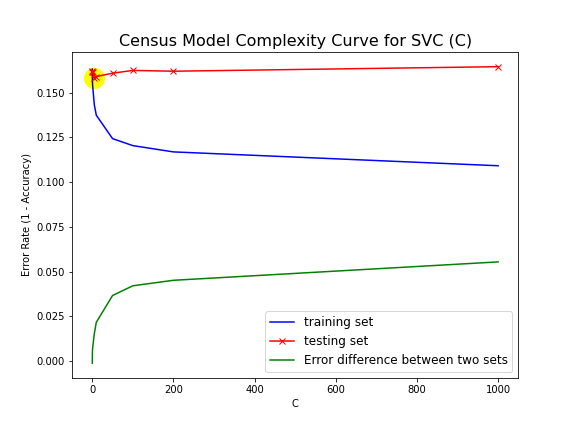 Census Model Complexity Curve for SVC (C)
Error Rate (1 - Accuracy)
0.150
0.125
0.100
0.075
0.050
0.025
0.000
training set
testing set
Error difference between two sets
0 200 400 600 800 1000
C